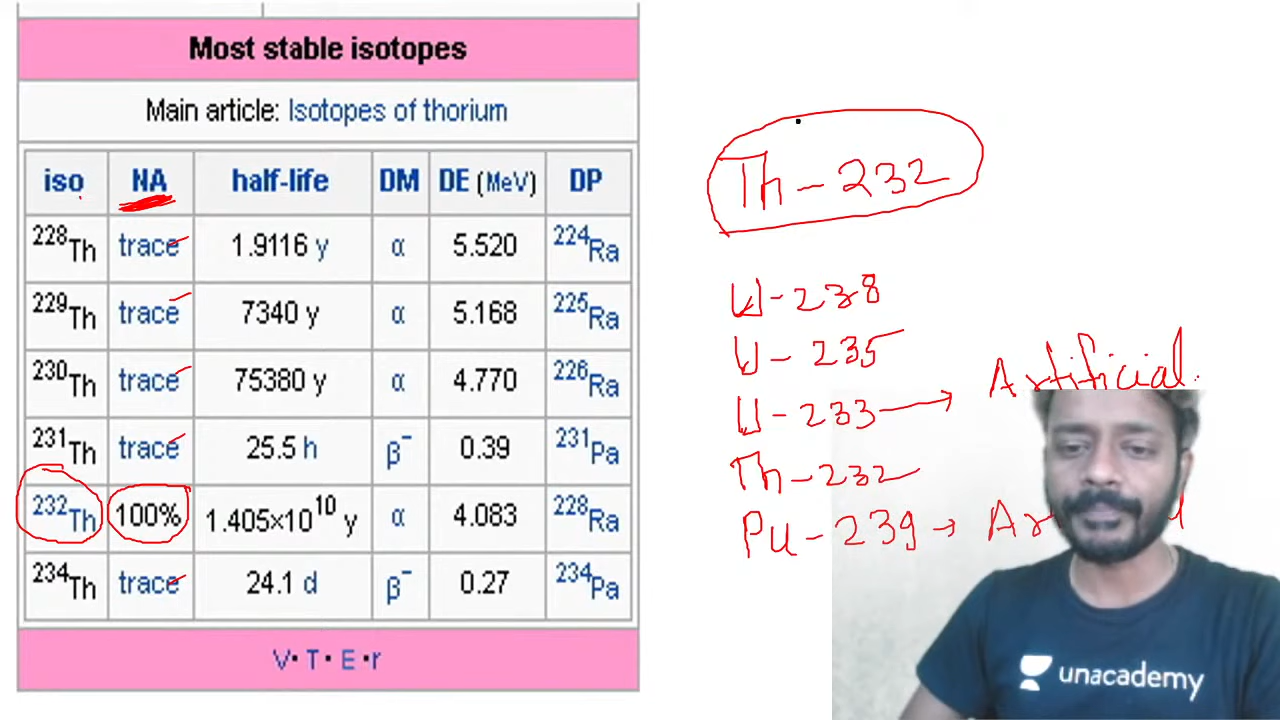 Most stable isotopes
Main article: Isotopes of thorium
iso NA half-life DM DE (MeV) DP
228Th trace 1.9116 y α 5.520 224Ra
229Th trace 7340 y α 5.168 225Ra
230Th trace 75380 y α 4.770 226Ra
231Th trace 25.5 h β− 0.39 231Pa
232Th 100% 1.405×10^10 y α 4.083 228Ra
234Th trace 24.1 d β− 0.27 234Pa
V· T · E · r
Th - 232
U - 238
U - 235
U - 233 → Artificial.
Th - 232
Pu - 239 →
unacademy